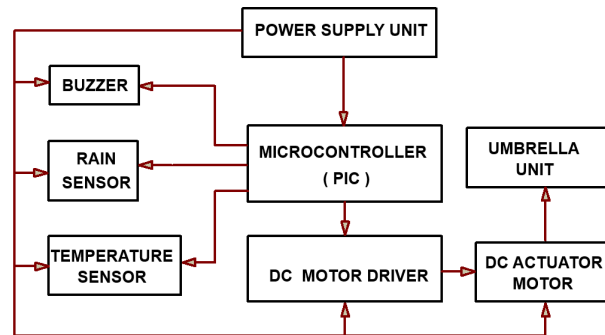 POWER SUPPLY UNIT
BUZZER
RAIN
SENSOR
MICROCONTROLLER
( PIC )
UMBRELLA
UNIT
TEMPERATURE
SENSOR
DC MOTOR DRIVER
DC ACTUATOR
MOTOR